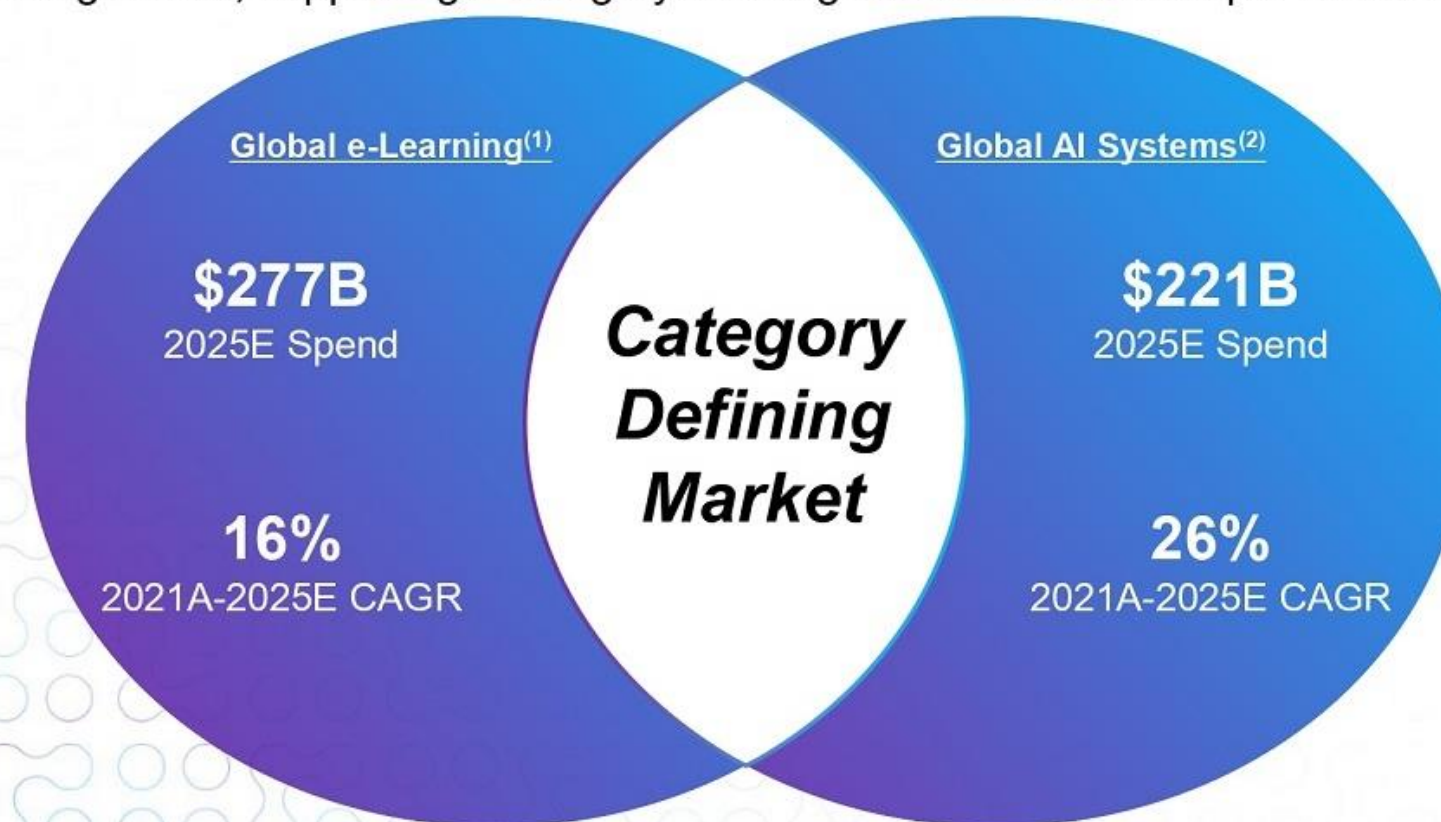 Global e-Learning(1)
$277B
2025E Spend
16%
2021A-2025E CAGR
Category
Defining
Market
Global AI Systems(2)
$221B
2025E Spend
26%
2021A-2025E CAGR